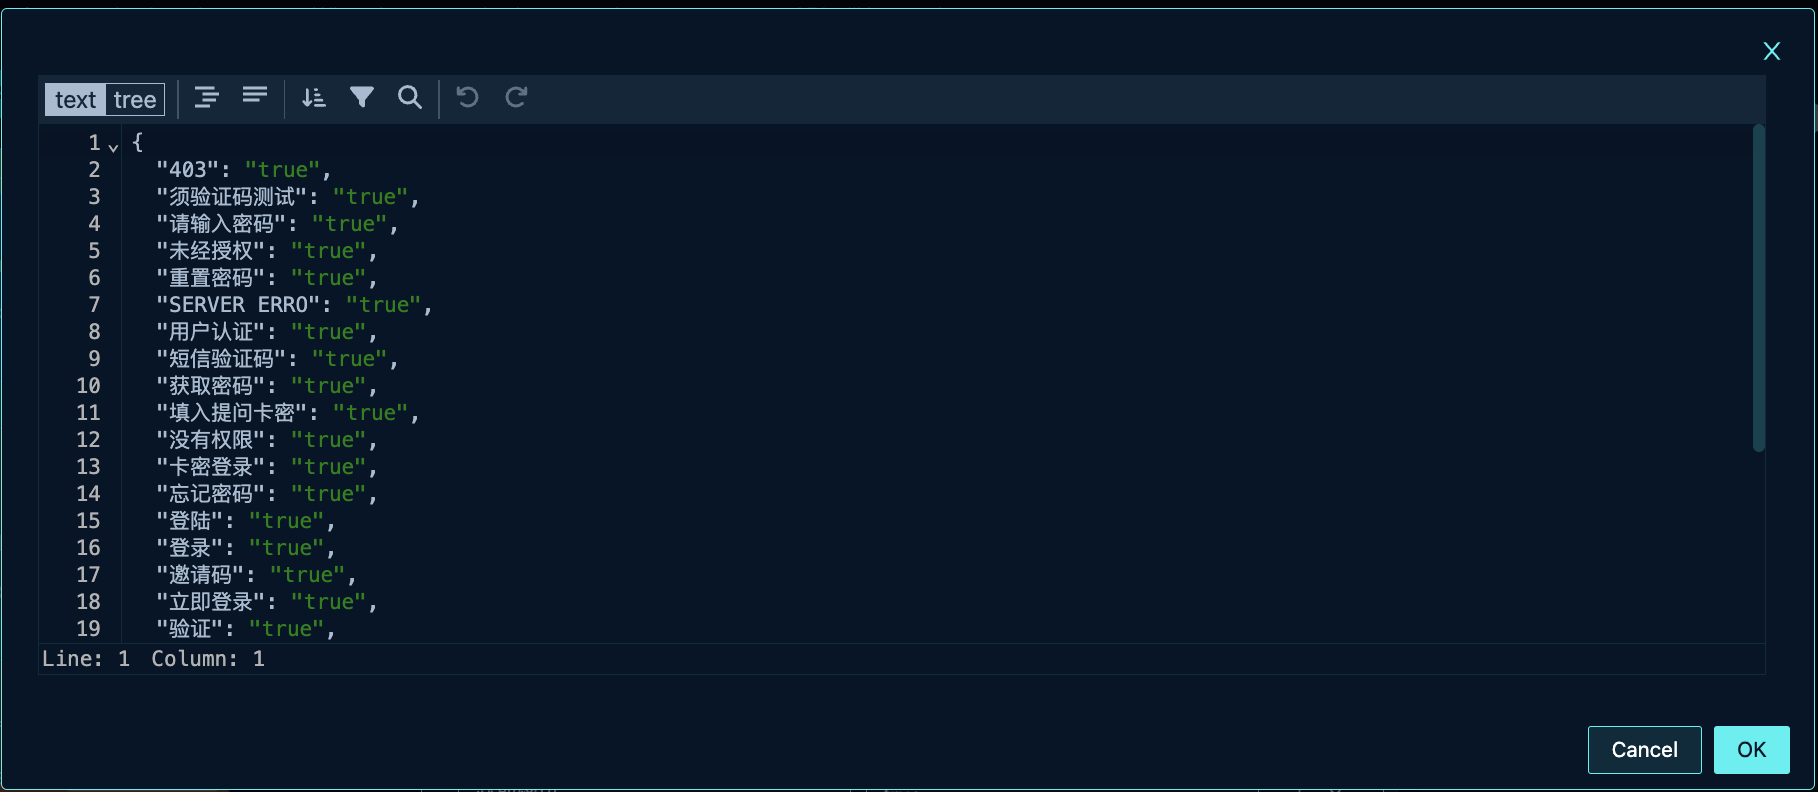 X
text tree
1 {
2 "403": "true",
3 "须验证码测试": "true",
4 "请输入密码": "true",
5 "未经授权": "true",
6 "重置密码": "true",
7 "SERVER ERRO": "true",
8 "用户认证": "true",
9 "短信验证码": "true",
10 "获取密码": "true",
11 "填入提问卡密": "true",
12 "没有权限": "true",
13 "卡密登录": "true",
14 "忘记密码": "true",
15 "登陆": "true",
16 "登录": "true",
17 "邀请码": "true",
18 "立即登录": "true",
19 "验证": "true",
Line: 1 Column: 1
Cancel OK